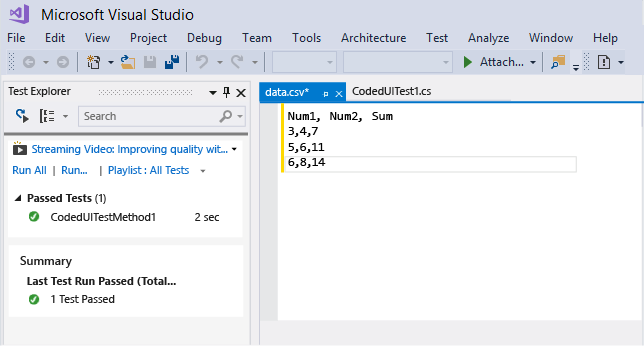 Microsoft Visual Studio
File Edit View Project Debug Team Tools Architecture Test Analyze Window Help
Attach...
Test Explorer
Search
Streaming Video: Improving quality wit...
Run All | Run... | Playlist : All Tests
Passed Tests (1)
CodedUITestMethod1 2 sec
Summary
Last Test Run Passed (Total...
1 Test Passed
data.csv* CodedUITest1.cs
Num1, Num2, Sum
3,4,7
5,6,11
6,8,14